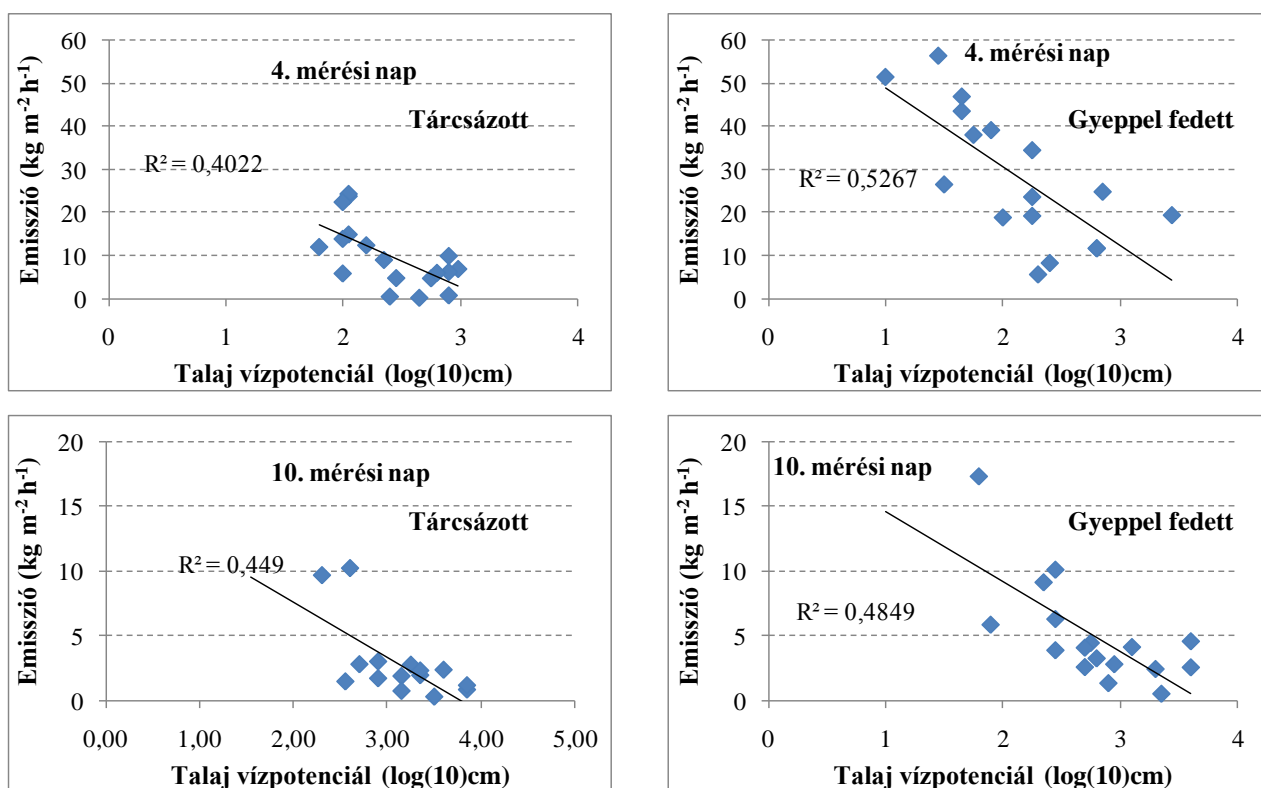 60
50
40
30
20
10
0
Emisszió (kg m⁻² h⁻¹)
4. mérési nap
Tárcsázott
R² = 0,4022
0 1 2 3 4
Talaj vízpotenciál (log(10)cm)
60
50
40
30
20
10
0
Emisszió (kg m⁻² h⁻¹)
4. mérési nap
Gyeppel fedett
R² = 0,5267
0 1 2 3 4
Talaj vízpotenciál (log(10)cm)
20
15
10
5
0
Emisszió (kg m⁻² h⁻¹)
10. mérési nap
Tárcsázott
R² = 0,449
0,00 1,00 2,00 3,00 4,00 5,00
Talaj vízpotenciál (log(10)cm)
20
15
10
5
0
Emisszió (kg m⁻² h⁻¹)
10. mérési nap
Gyeppel fedett
R² = 0,4849
0 1 2 3 4
Talaj vízpotenciál (log(10)cm)